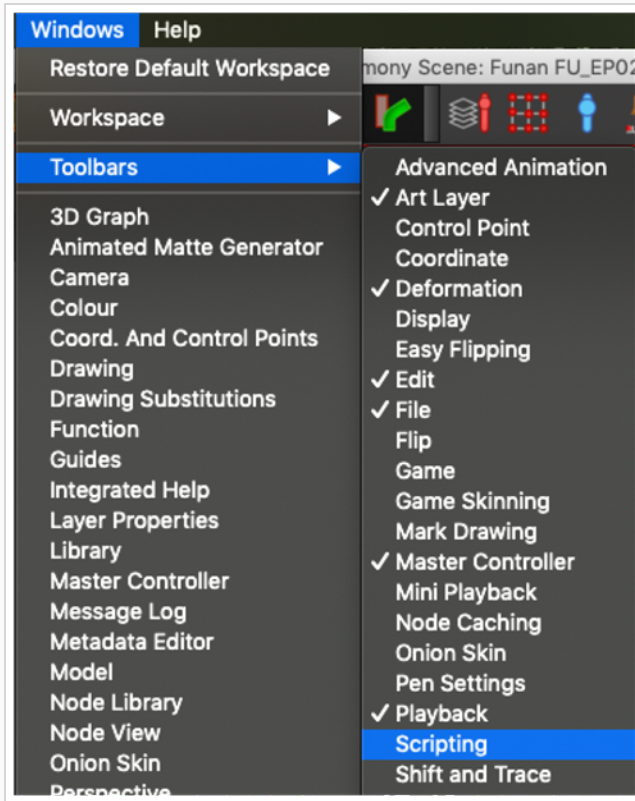 Windows Help
Restore Default Workspace
mony Scene: Funan FU_EP02
Workspace
Toolbars
3D Graph
Animated Matte Generator
Camera
Colour
Coord. And Control Points
Drawing
Drawing Substitutions
Function
Guides
Integrated Help
Layer Properties
Library
Master Controller
Message Log
Metadata Editor
Model
Node Library
Node View
Onion Skin
Perspective
Advanced Animation
✓ Art Layer
Control Point
Coordinate
✓ Deformation
Display
Easy Flipping
✓ Edit
✓ File
Flip
Game
Game Skinning
Mark Drawing
✓ Master Controller
Mini Playback
Node Caching
Onion Skin
Pen Settings
✓ Playback
Scripting
Shift and Trace